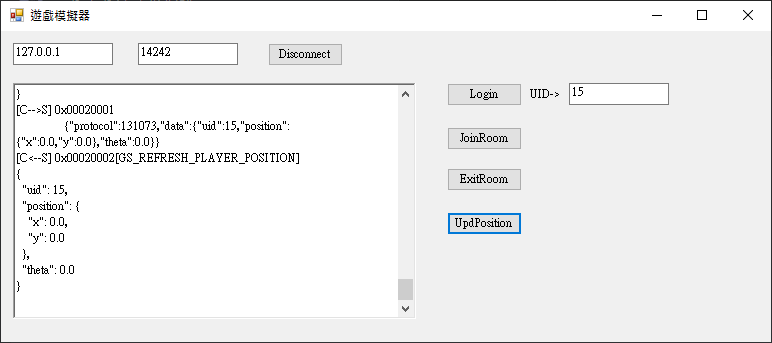 遊戲模擬器
127.0.0.1 14242 Disconnect
}
[C-->S] 0x00020001
{"protocol":131073,"data":{"uid":15,"position":
{"x":0.0,"y":0.0},"theta":0.0}}
[C<--S] 0x00020002[GS_REFRESH_PLAYER_POSITION]
{
"uid": 15,
"position": {
"x": 0.0,
"y": 0.0
},
"theta": 0.0
}
Login UID-> 15
JoinRoom
ExitRoom
UpdPosition